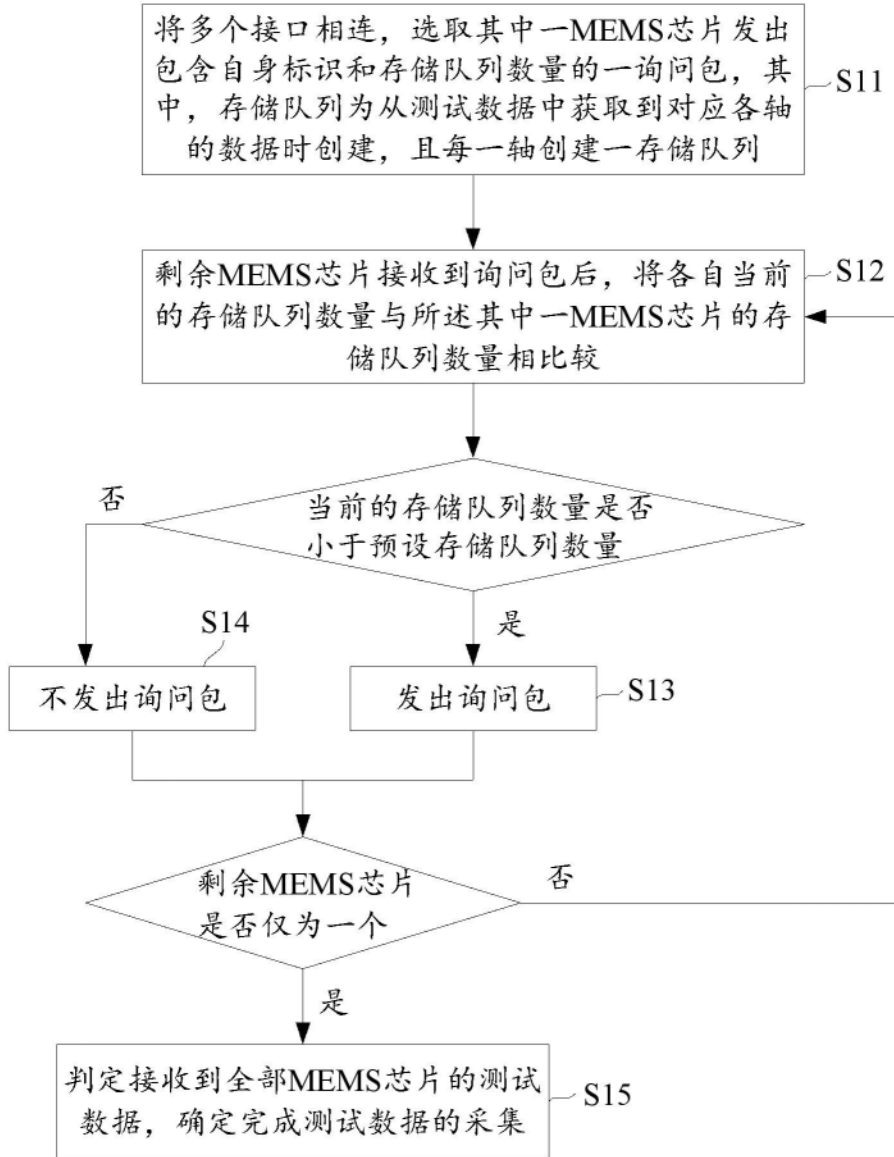 将多个接口相连，选取其中一MEMS芯片发出
包含自身标识和存储队列数量的一询问包，其
中，存储队列为从测试数据中获取到对应各轴
的数据时创建，且每一轴创建一存储队列
S11
剩余MEMS芯片接收到询问包后，将各自当前
的存储队列数量与所述其中一MEMS芯片的存
储队列数量相比较
S12
当前的存储队列数量是否
小于预设存储队列数量
否
是
S14
不发出询问包
发出询问包
S13
剩余MEMS芯片
是否仅为一个
否
是
判定接收到全部MEMS芯片的测试
数据，确定完成测试数据的采集
S15